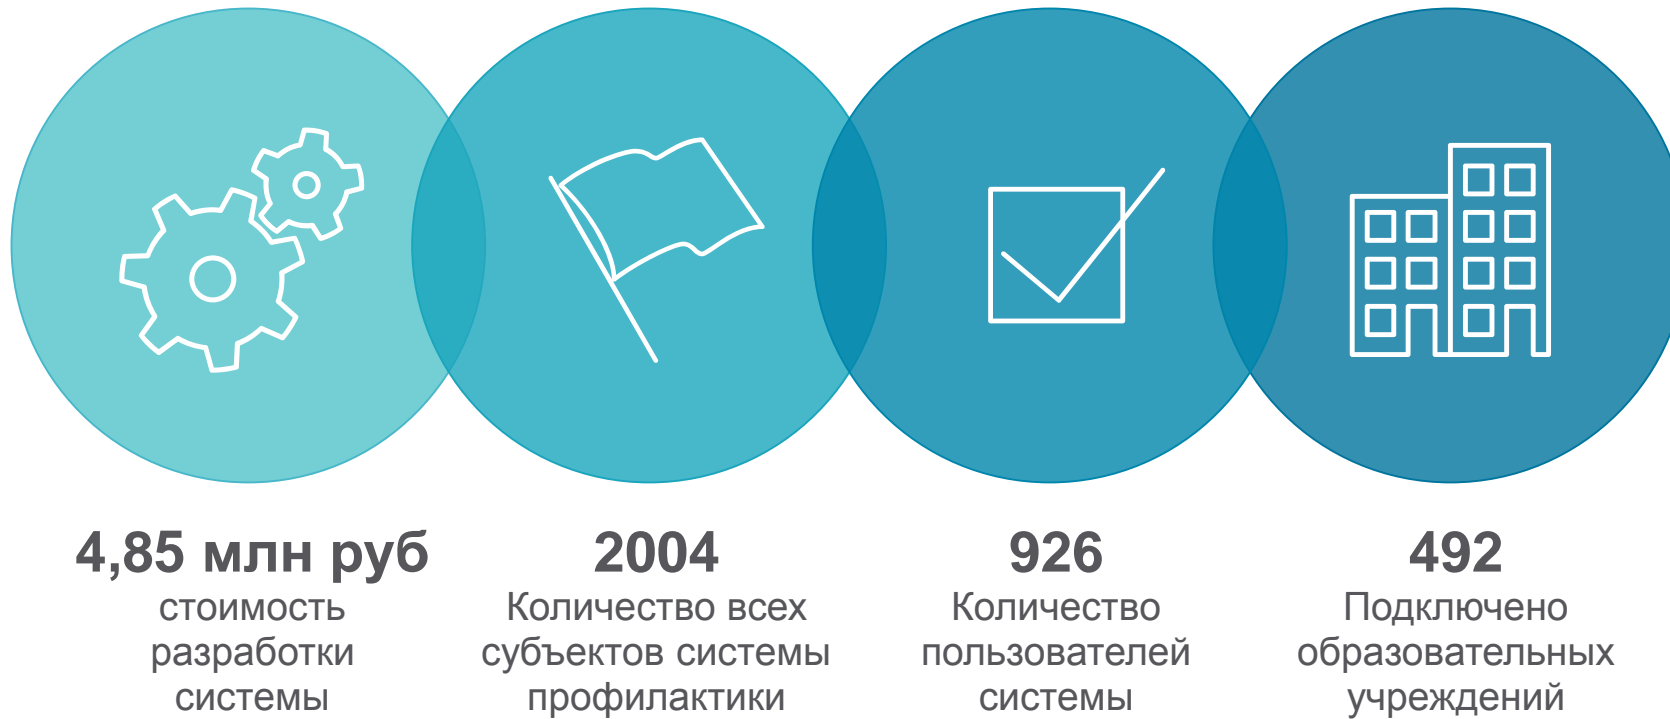 4,85 млн руб
стоимость
разработки
системы
2004
Количество всех
субъектов системы
профилактики
926
Количество
пользователей
системы
492
Подключено
образовательных
учреждений